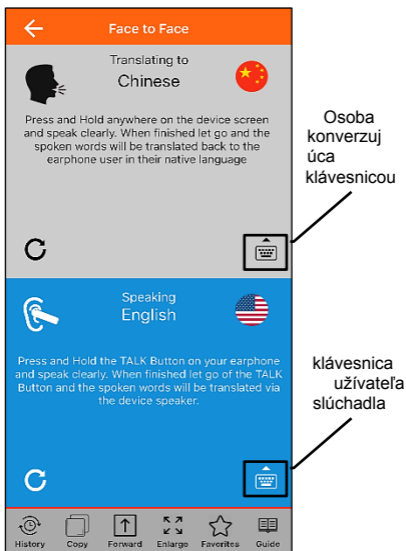 Face to Face
Translating to
Chinese
Press and Hold anywhere on the device screen
and speak clearly. When finished let go and the
spoken words will be translated back to the
earphone user in their native language
Osoba
konverzuj
úca
klávesnicou
Speaking
English
Press and Hold the TALK Button on your earphone
and speak clearly. When finished let go of the TALK
Button and the spoken words will be translated via
the device speaker.
klávesnica
užívateľa
slúchadla
History Copy Forward Enlarge Favorites Guide